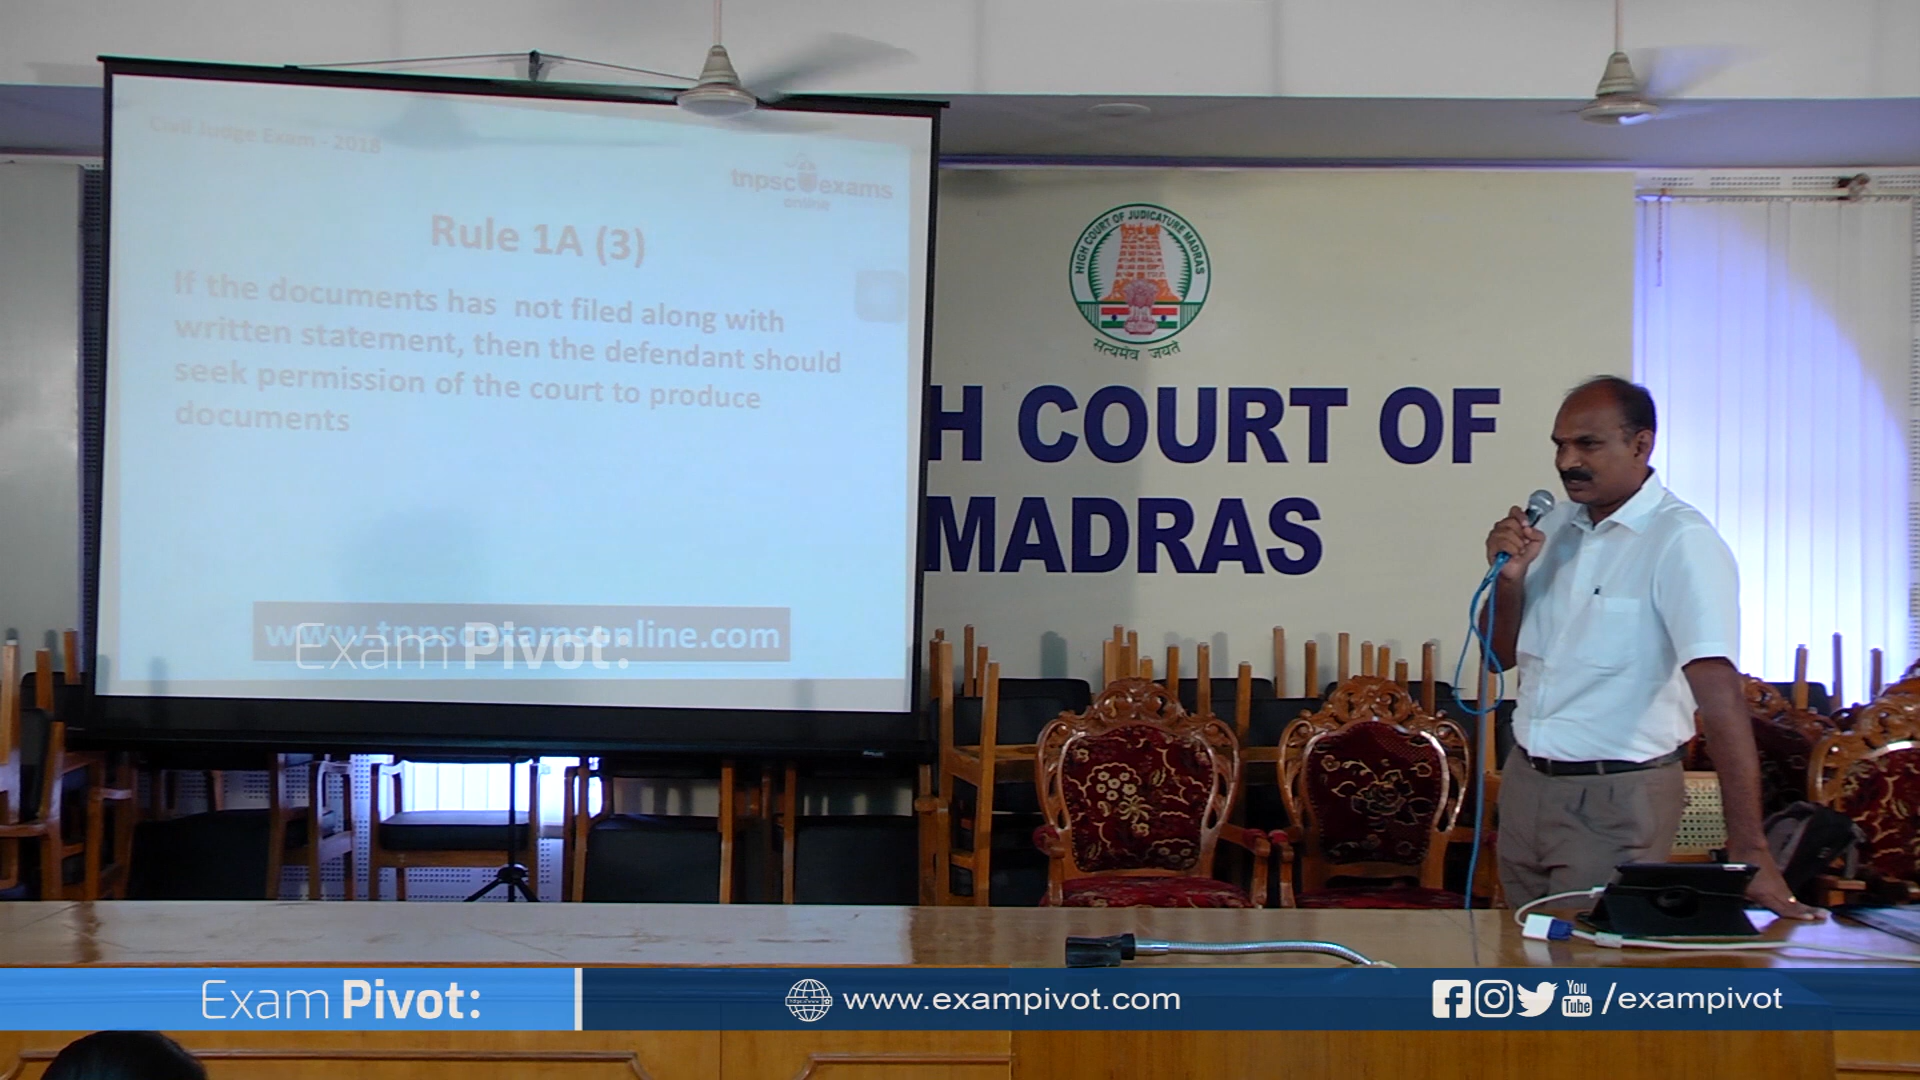 Civil Judge Exam - 2018
tnpsc exams
online
Rule 1A (3)
If the documents has not filed along with
written statement, then the defendant should
seek permission of the court to produce
documents
www.tnpscexamsonline.com
Exam Pivot:
HIGH COURT OF JUDICATURE MADRAS
सत्यमेव जयते
H COURT OF
MADRAS
Exam Pivot:
www.exampivot.com
You
Tube
/exampivot